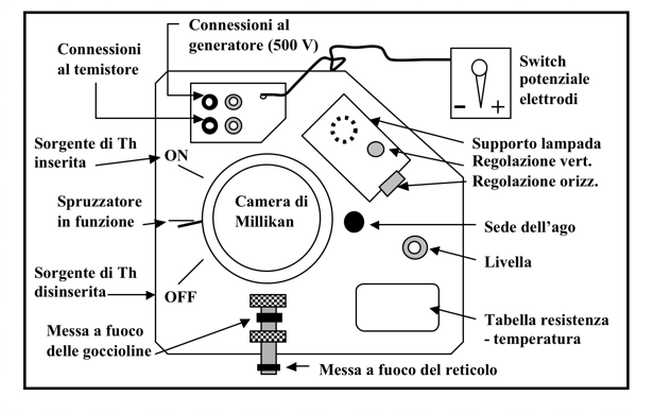 Connessioni al
generatore (500 V)
Connessioni
al temistore
Switch
potenziale
elettrodi
- +
Supporto lampada
Regolazione vert.
Regolazione orizz.
Sorgente di Th
inserita
ON
Spruzzatore
in funzione
Camera di
Millikan
Sede dell'ago
Livella
Sorgente di Th
disinserita
OFF
Tabella resistenza
- temperatura
Messa a fuoco
delle goccioline
Messa a fuoco del reticolo